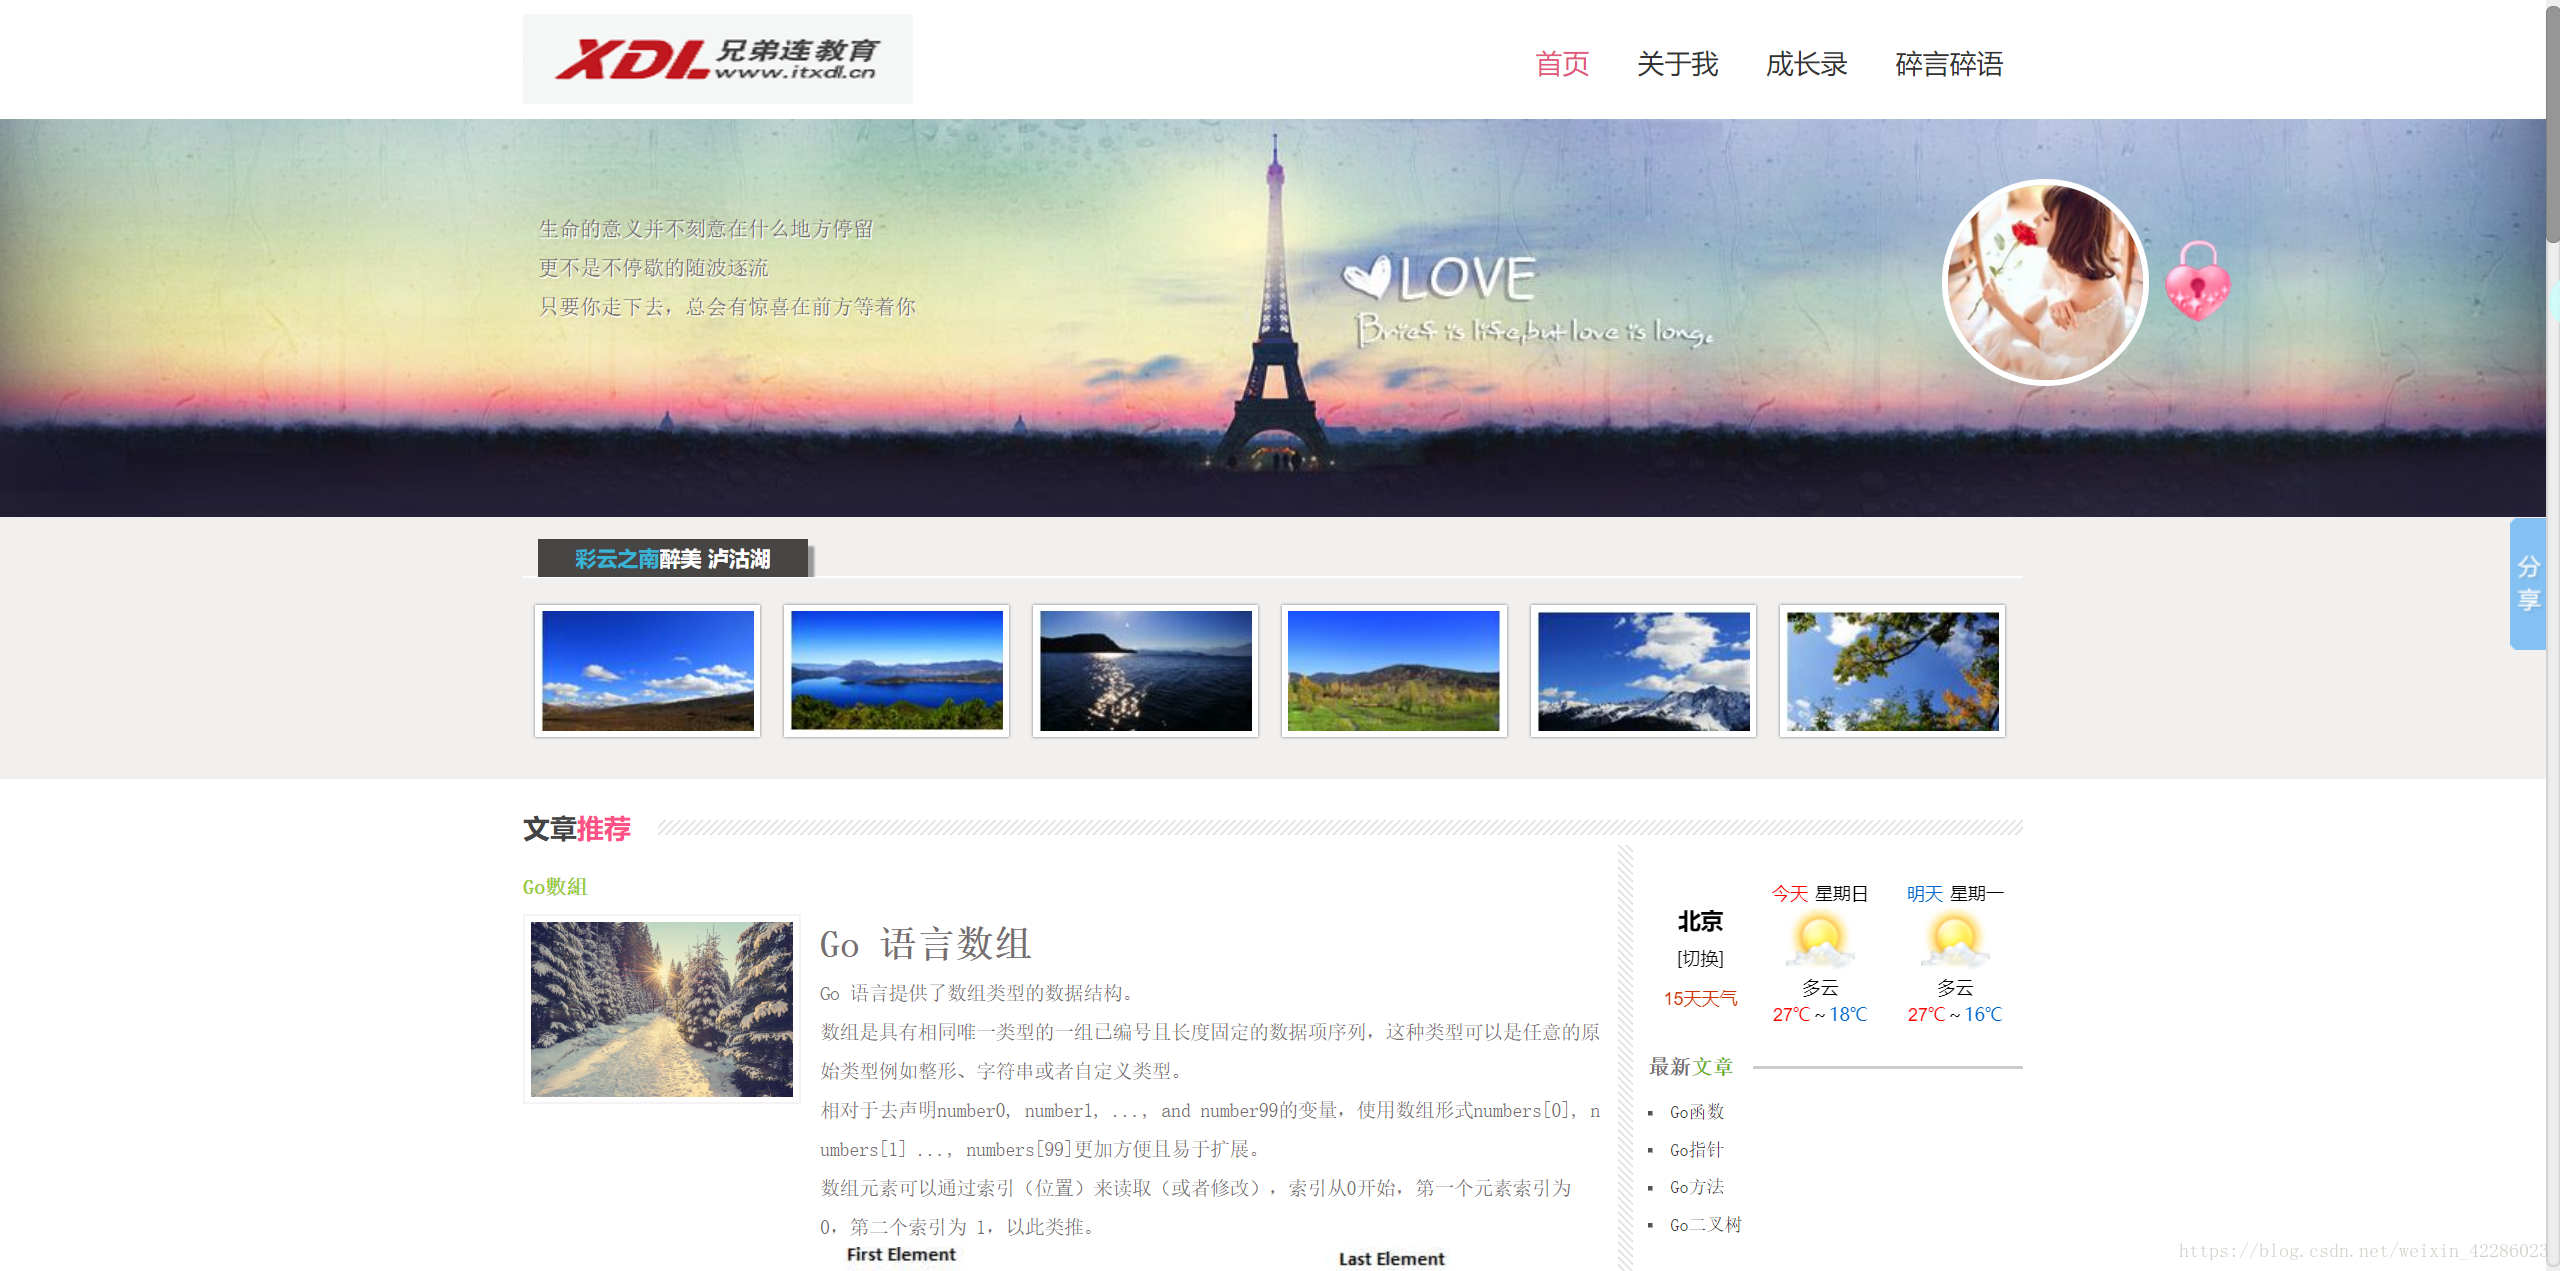 XDL 兄弟连教育
www.itxdl.cn
首页 关于我 成长录 碎言碎语
生命的意义并不刻意在什么地方停留
更不是不停歇的随波逐流
只要你走下去，总会有惊喜在前方等着你
LOVE
Brief is life,but love is long。
分享
彩云之南醉美 泸沽湖
文章推荐
Go數組
Go 语言数组
Go 语言提供了数组类型的数据结构。
数组是具有相同唯一类型的一组已编号且长度固定的数据项序列，这种类型可以是任意的原
始类型例如整形、字符串或者自定义类型。
相对于去声明number0, number1, ..., and number99的变量，使用数组形式numbers[0], n
umbers[1] ..., numbers[99]更加方便且易于扩展。
数组元素可以通过索引（位置）来读取（或者修改），索引从0开始，第一个元素索引为
0，第二个索引为 1，以此类推。
First Element
Last Element
北京
[切换]
15天天气
今天 星期日
多云
27℃～18℃
明天 星期一
多云
27℃～16℃
最新文章
Go函数
Go指针
Go方法
Go二叉树
https://blog.csdn.net/weixin_42286023